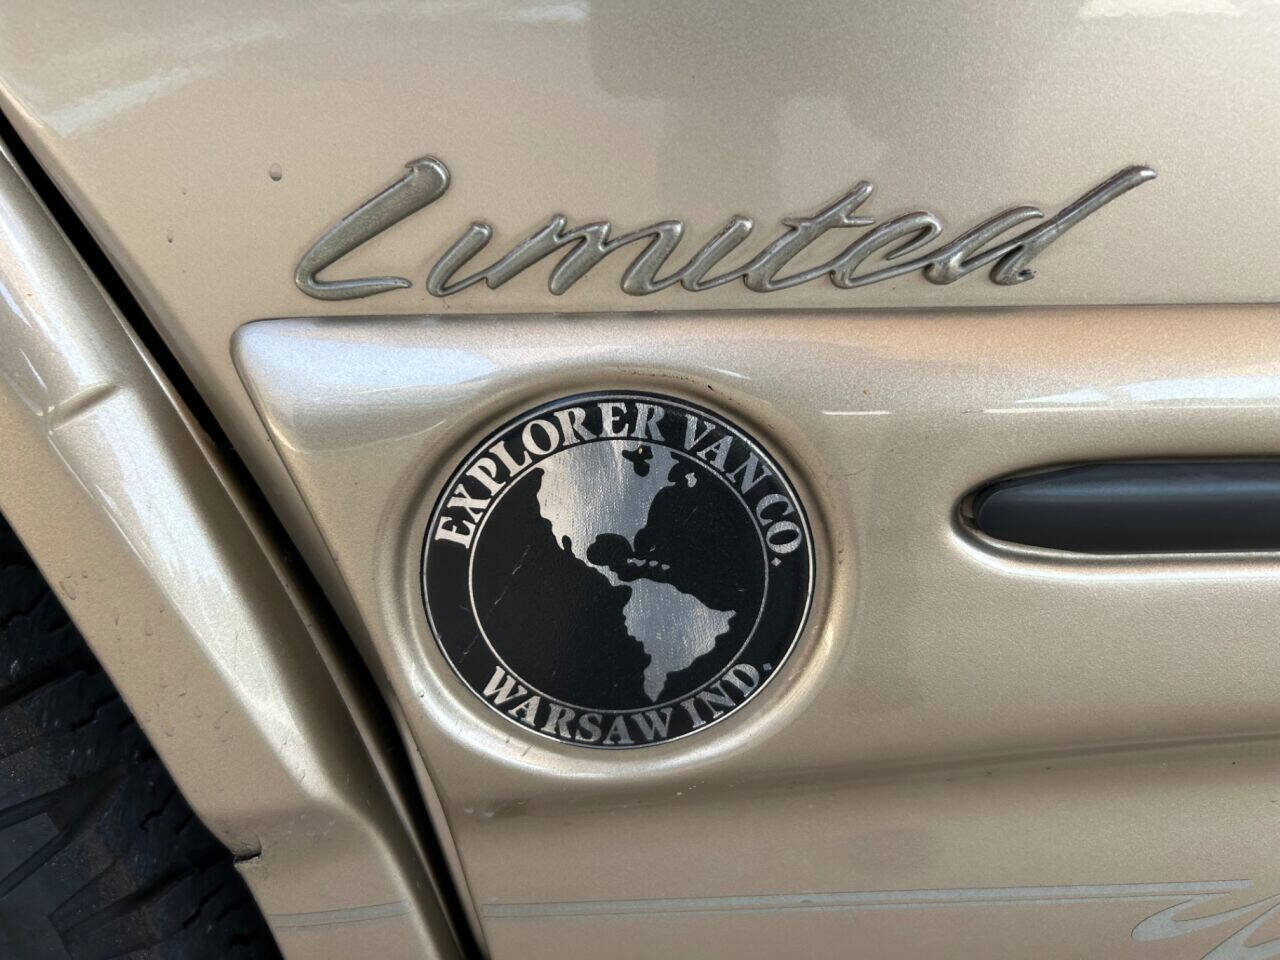 Limited
EXPLORER VAN CO.
WARSAW IND.